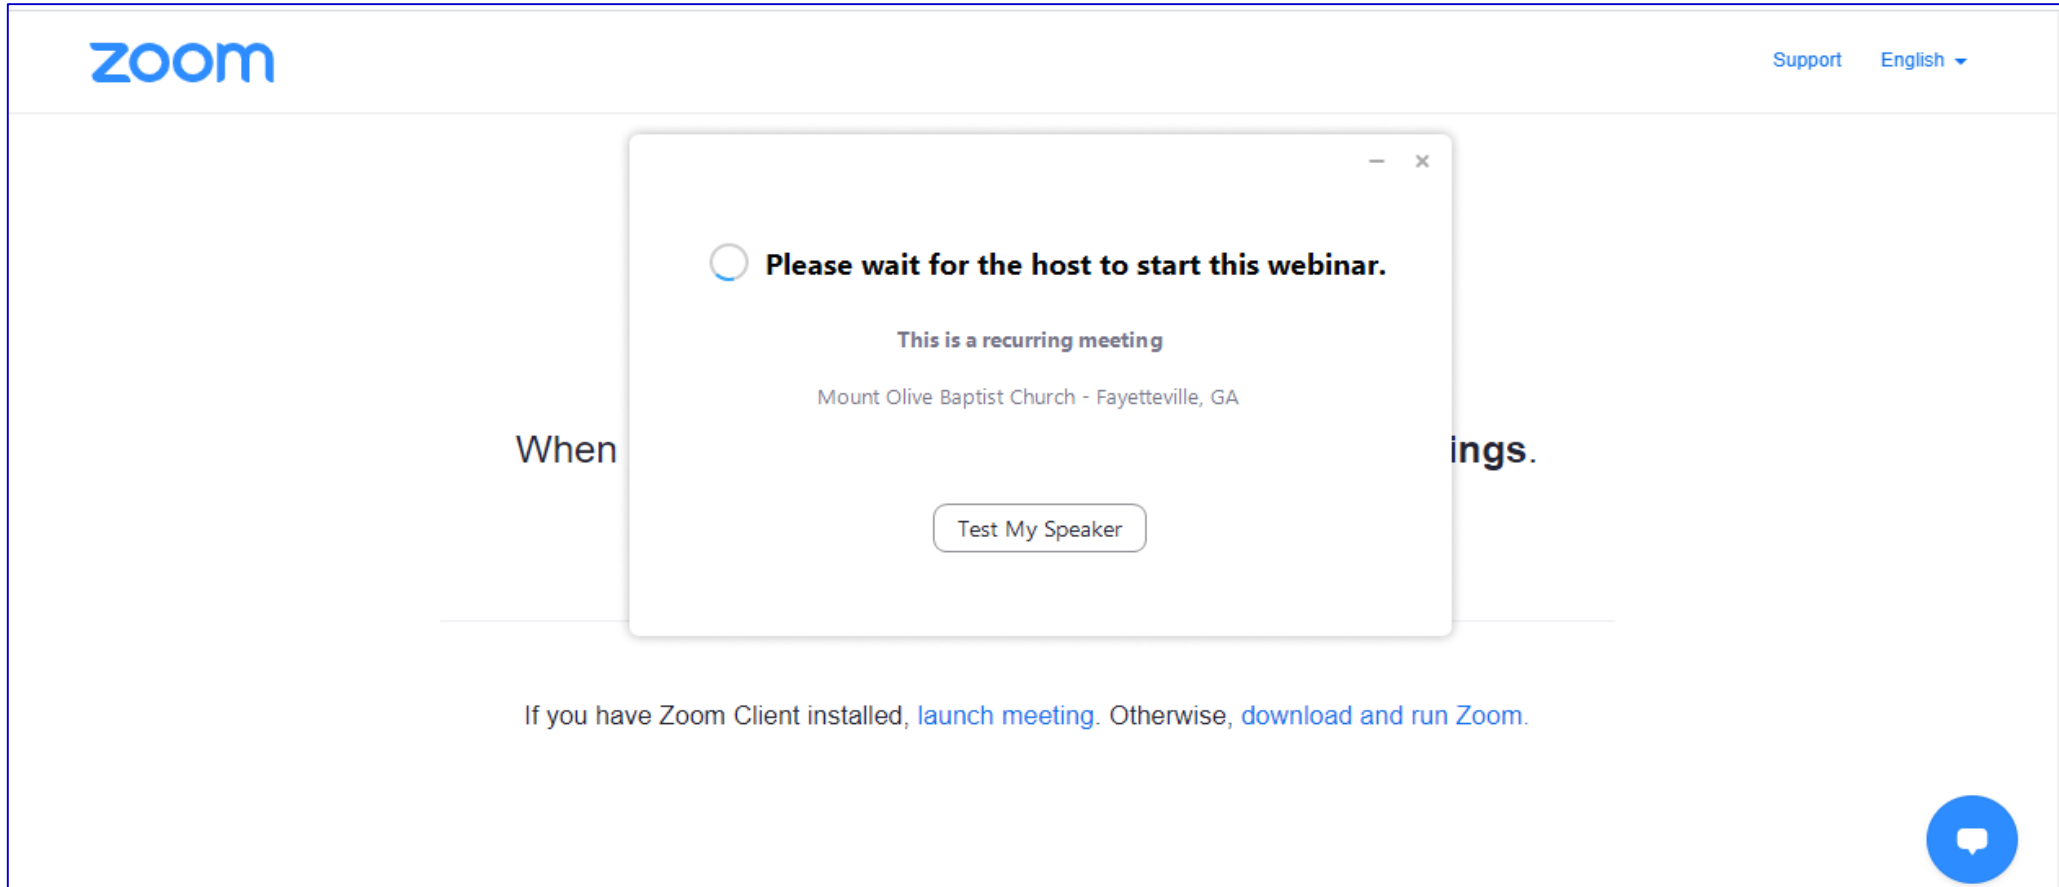 zoom
Support English
Please wait for the host to start this webinar.
This is a recurring meeting
Mount Olive Baptist Church - Fayetteville, GA
When ings.
Test My Speaker
If you have Zoom Client installed, launch meeting. Otherwise, download and run Zoom.